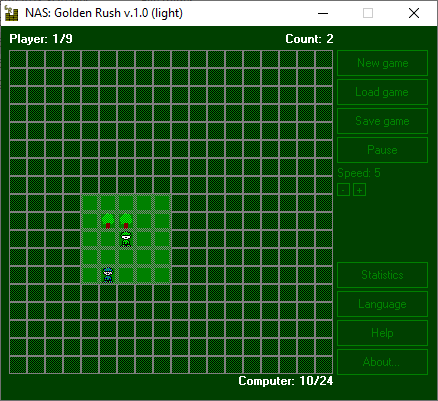 NAS: Golden Rush v.1.0 (light)
Player: 1/9 Count: 2
New game
Load game
Save game
Pause
Speed: 5
- +
Statistics
Language
Help
About...
Computer: 10/24